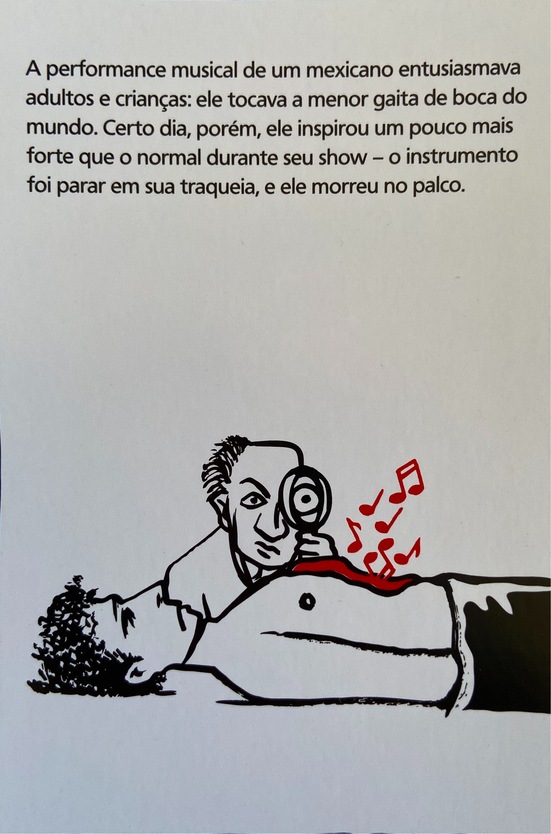 A performance musical de um mexicano entusiasmava
adultos e crianças: ele tocava a menor gaita de boca do
mundo. Certo dia, porém, ele inspirou um pouco mais
forte que o normal durante seu show – o instrumento
foi parar em sua traqueia, e ele morreu no palco.